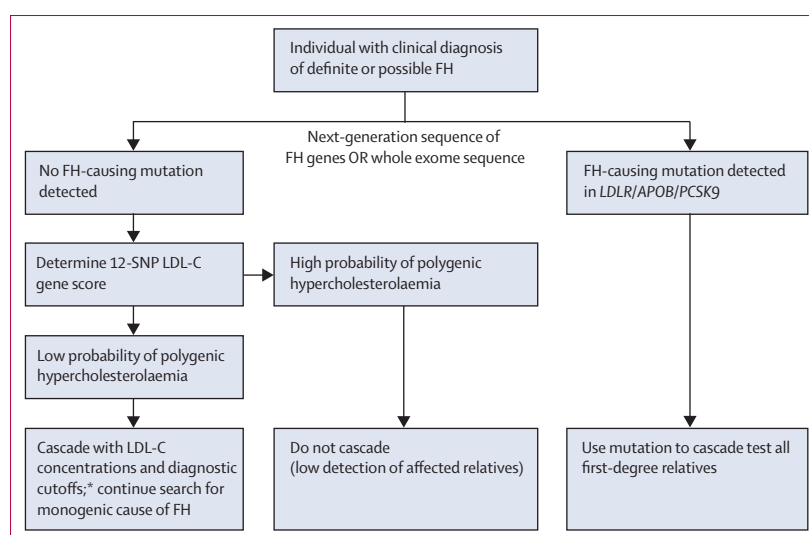 Individual with clinical diagnosis
of definite or possible FH
Next-generation sequence of
FH genes OR whole exome sequence
No FH-causing mutation
detected
FH-causing mutation detected
in LDLR/APOB/PCSK9
Determine 12-SNP LDL-C
gene score
High probability of polygenic
hypercholesterolaemia
Low probability of polygenic
hypercholesterolaemia
Cascade with LDL-C
concentrations and diagnostic
cutoffs;* continue search for
monogenic cause of FH
Do not cascade
(low detection of affected relatives)
Use mutation to cascade test all
first-degree relatives